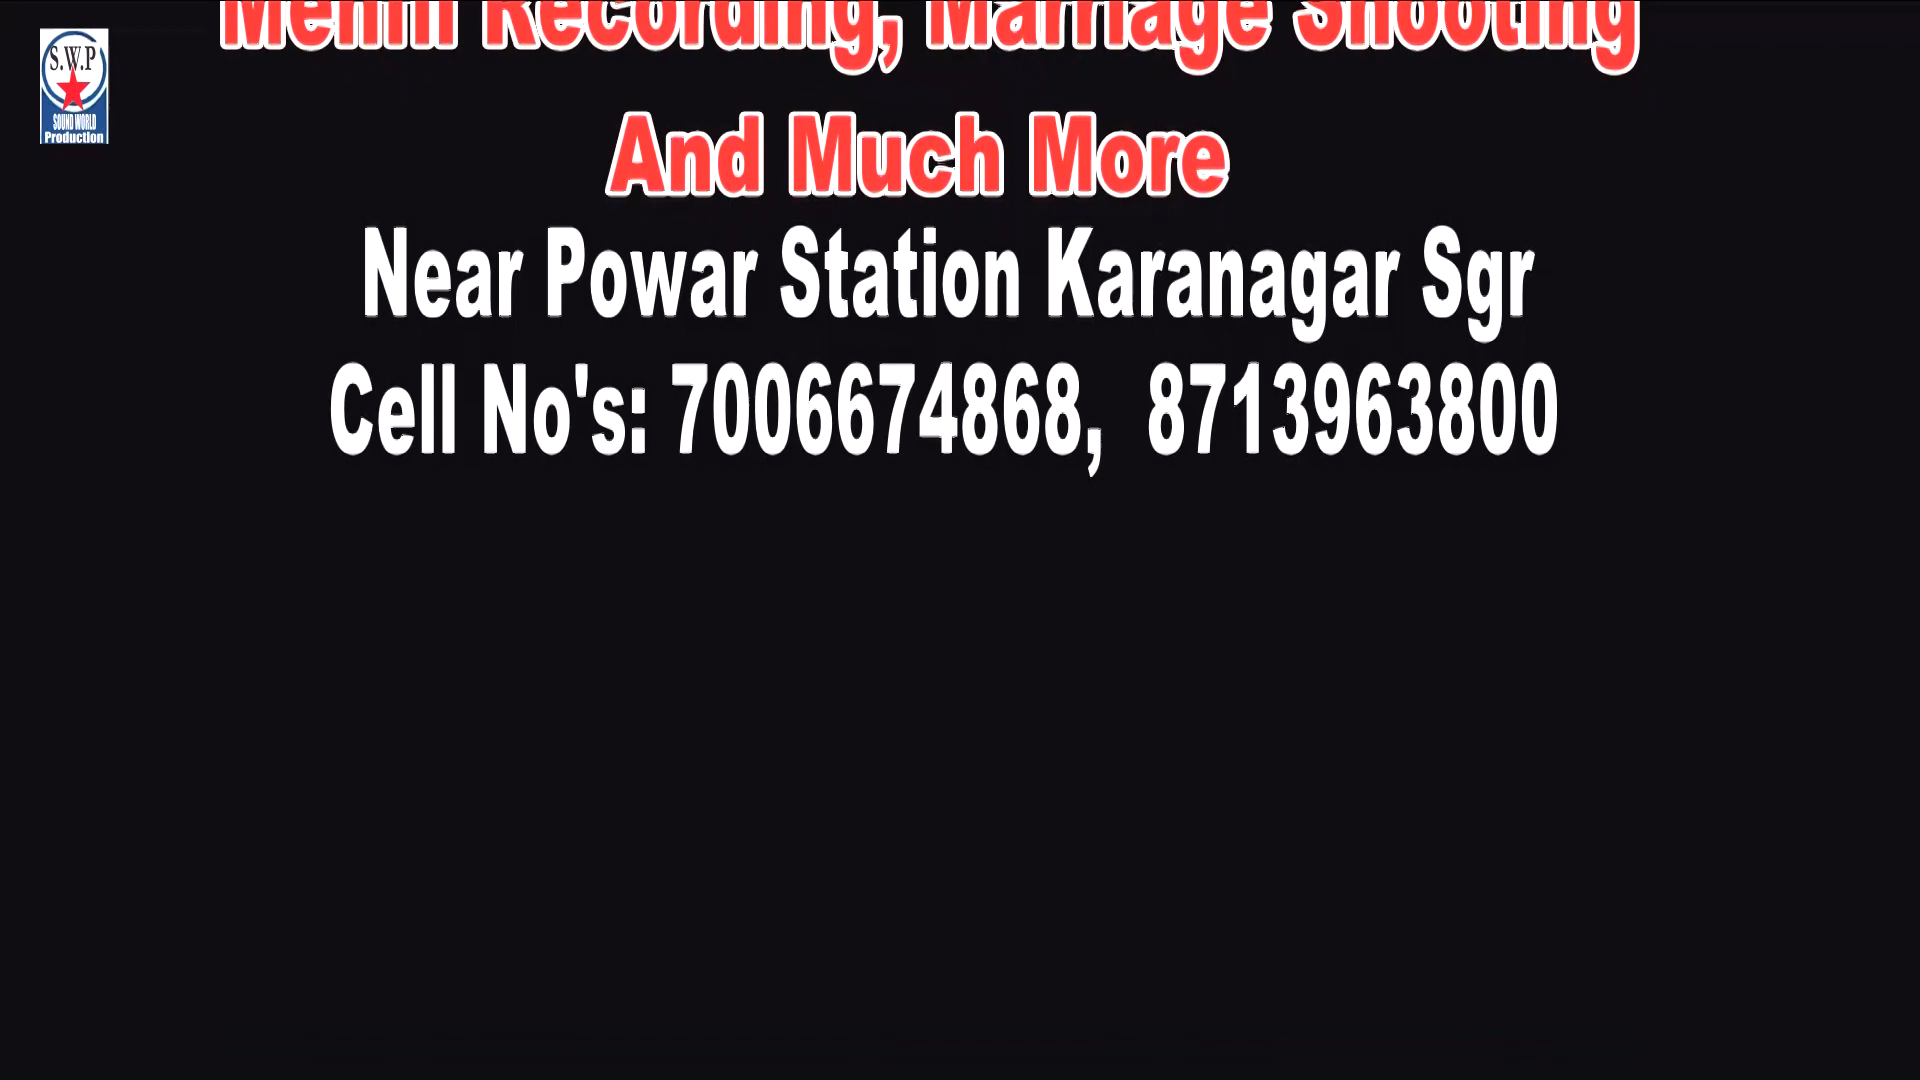 S.W.P
SOUND WORLD
Production
Mehfil Recording, Marriage Shooting
And Much More
Near Powar Station Karanagar Sgr
Cell No's: 7006674868, 8713963800